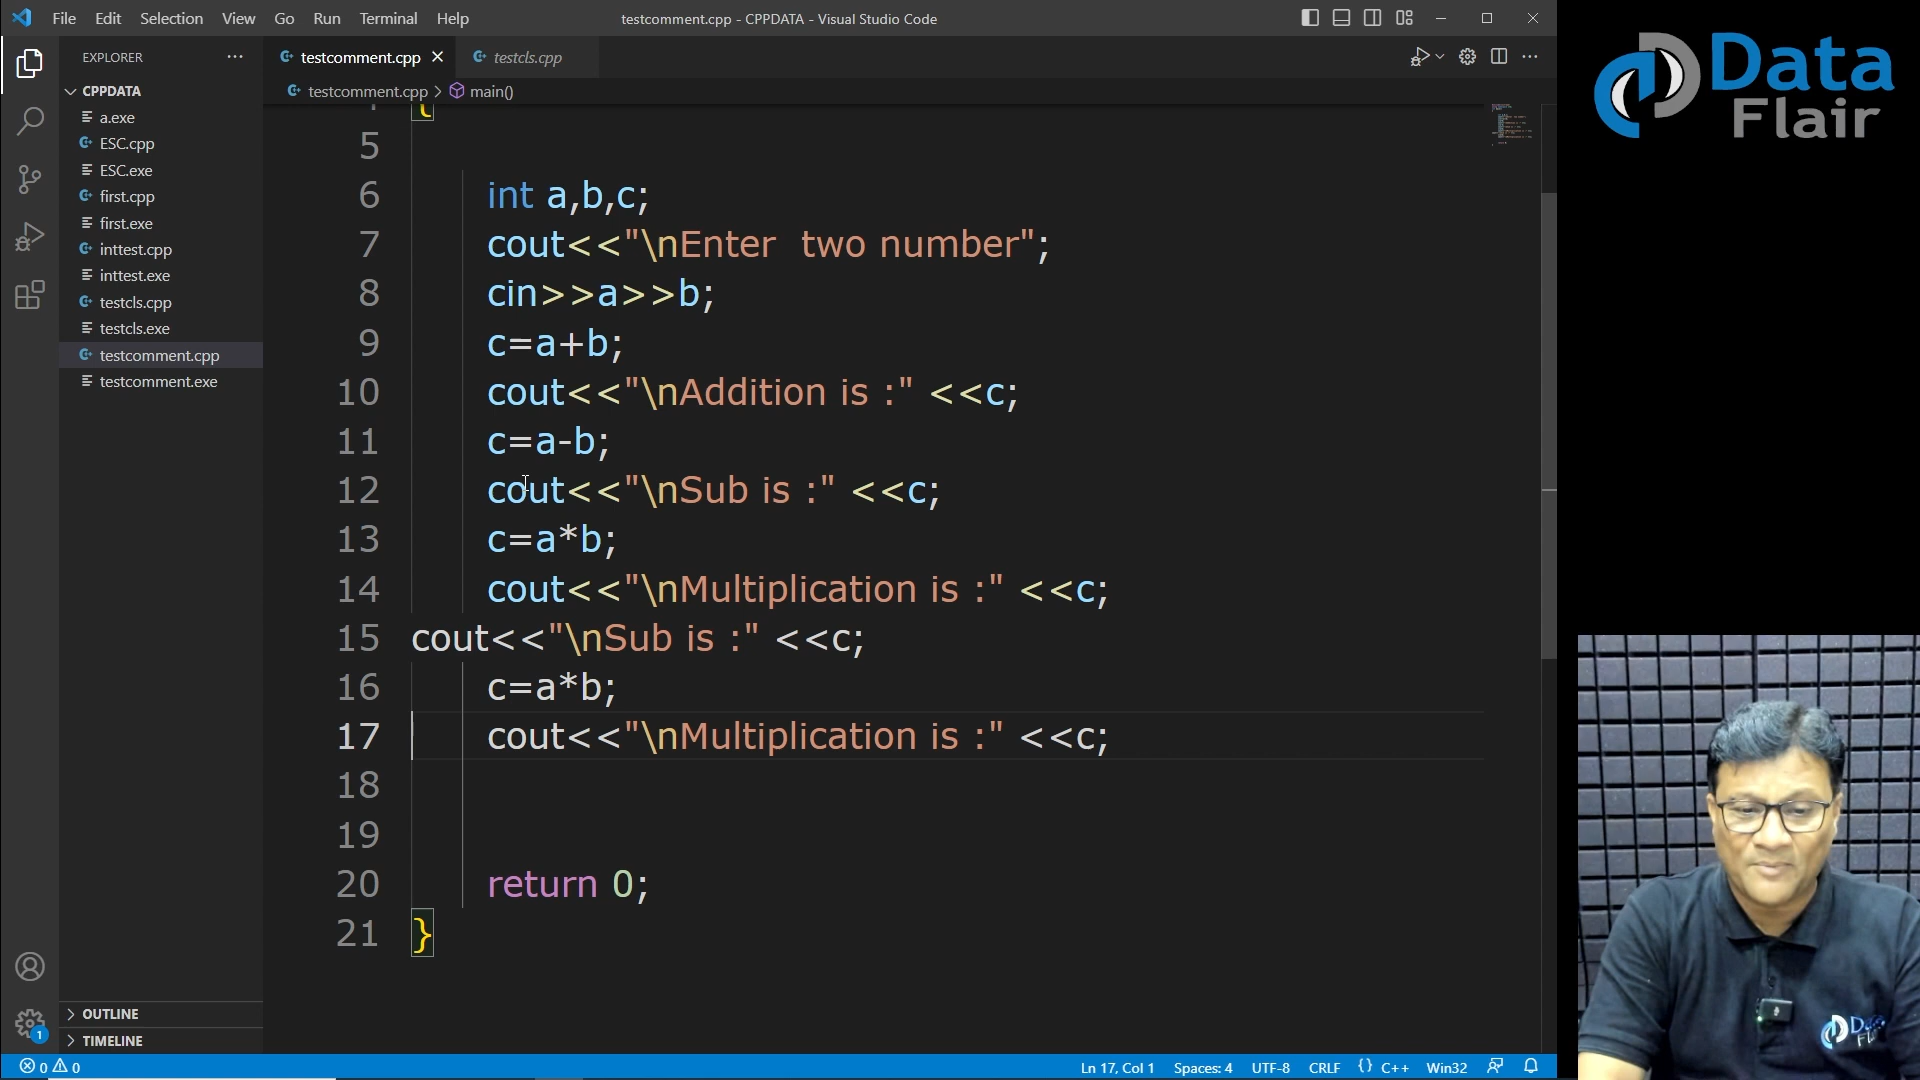 File Edit Selection View Go Run Terminal Help
testcomment.cpp - CPPDATA - Visual Studio Code
Data
Flair
EXPLORER
testcomment.cpp
testcls.cpp
CPPDATA
testcomment.cpp > main()
a.exe
ESC.cpp
ESC.exe
first.cpp
first.exe
inttest.cpp
inttest.exe
testcls.cpp
testcls.exe
testcomment.cpp
testcomment.exe
{
5
6 int a,b,c;
7 cout<<"\nEnter  two number";
8 cin>>a>>b;
9 c=a+b;
10 cout<<"\nAddition is :" <<c;
11 c=a-b;
12 cout<<"\nSub is :" <<c;
13 c=a*b;
14 cout<<"\nMultiplication is :" <<c;
15 cout<<"\nSub is :" <<c;
16 c=a*b;
17 cout<<"\nMultiplication is :" <<c;
18
19
20 return 0;
21 }
OUTLINE
1
TIMELINE
0 0
Ln 17, Col 1 Spaces: 4 UTF-8 CRLF {} C++ Win32